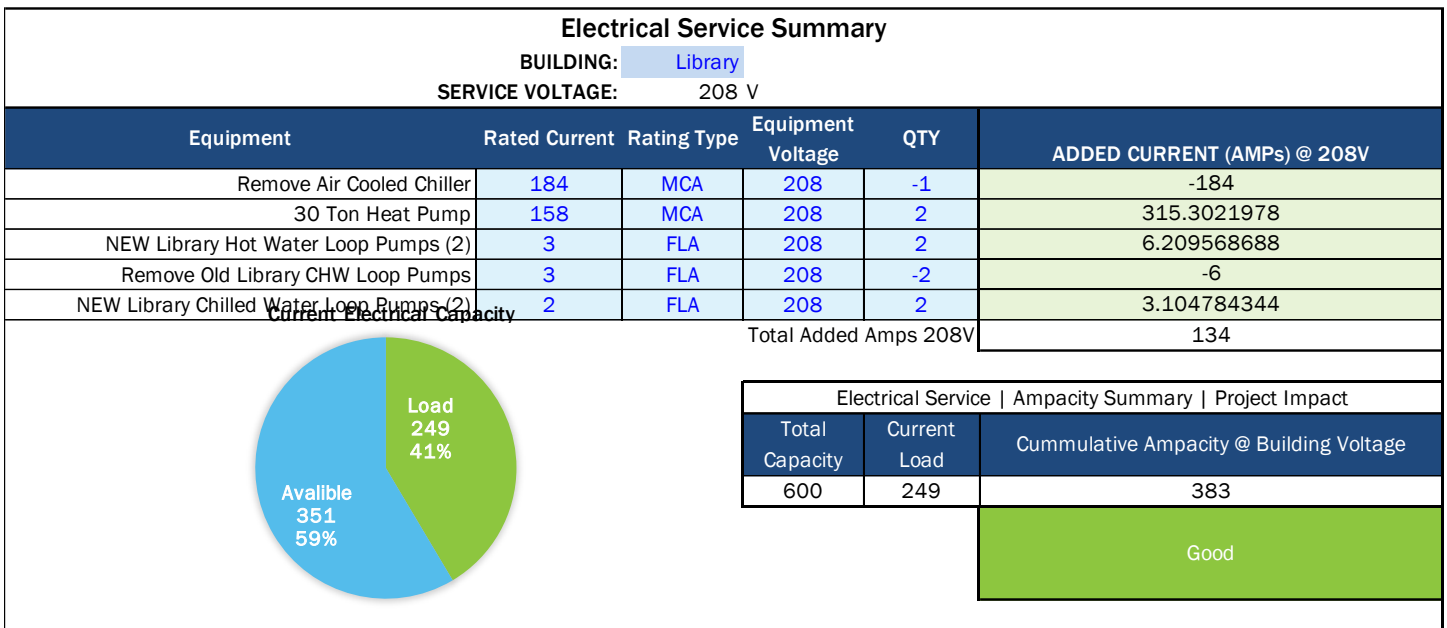 Electrical Service Summary
BUILDING: Library
SERVICE VOLTAGE: 208 V
Equipment Rated Current Rating Type Equipment Voltage QTY ADDED CURRENT (AMPs) @ 208V
Remove Air Cooled Chiller 184 MCA 208 -1 -184
30 Ton Heat Pump 158 MCA 208 2 315.3021978
NEW Library Hot Water Loop Pumps (2) 3 FLA 208 2 6.209568688
Remove Old Library CHW Loop Pumps 3 FLA 208 -2 -6
NEW Library Chilled Water Loop Pumps (2) 2 FLA 208 2 3.104784344
Total Added Amps 208V 134
Current Electrical Capacity
Load
249
41%
Avalible
351
59%
Electrical Service | Ampacity Summary | Project Impact
Total Capacity Current Load Cummulative Ampacity @ Building Voltage
600 249 383
Good